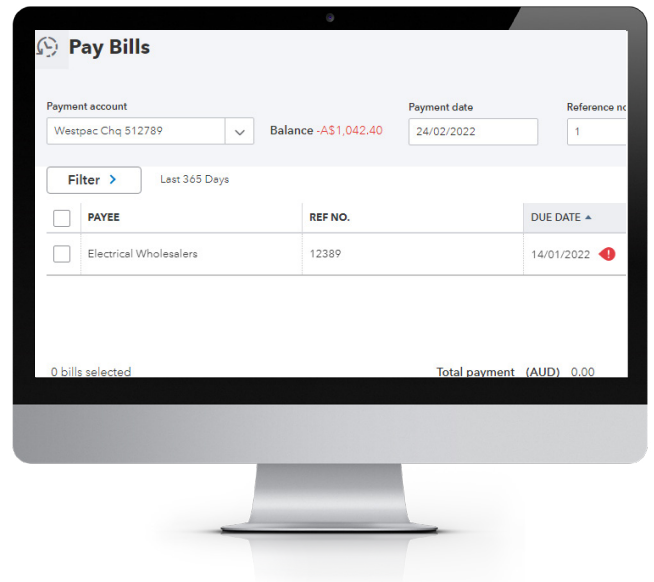 Pay Bills
Payment account Payment date Reference no
Westpac Chq 512789 Balance -A$1,042.40 24/02/2022 1
Filter Last 365 Days
PAYEE REF NO. DUE DATE
Electrical Wholesalers 12389 14/01/2022
0 bills selected Total payment (AUD) 0.00